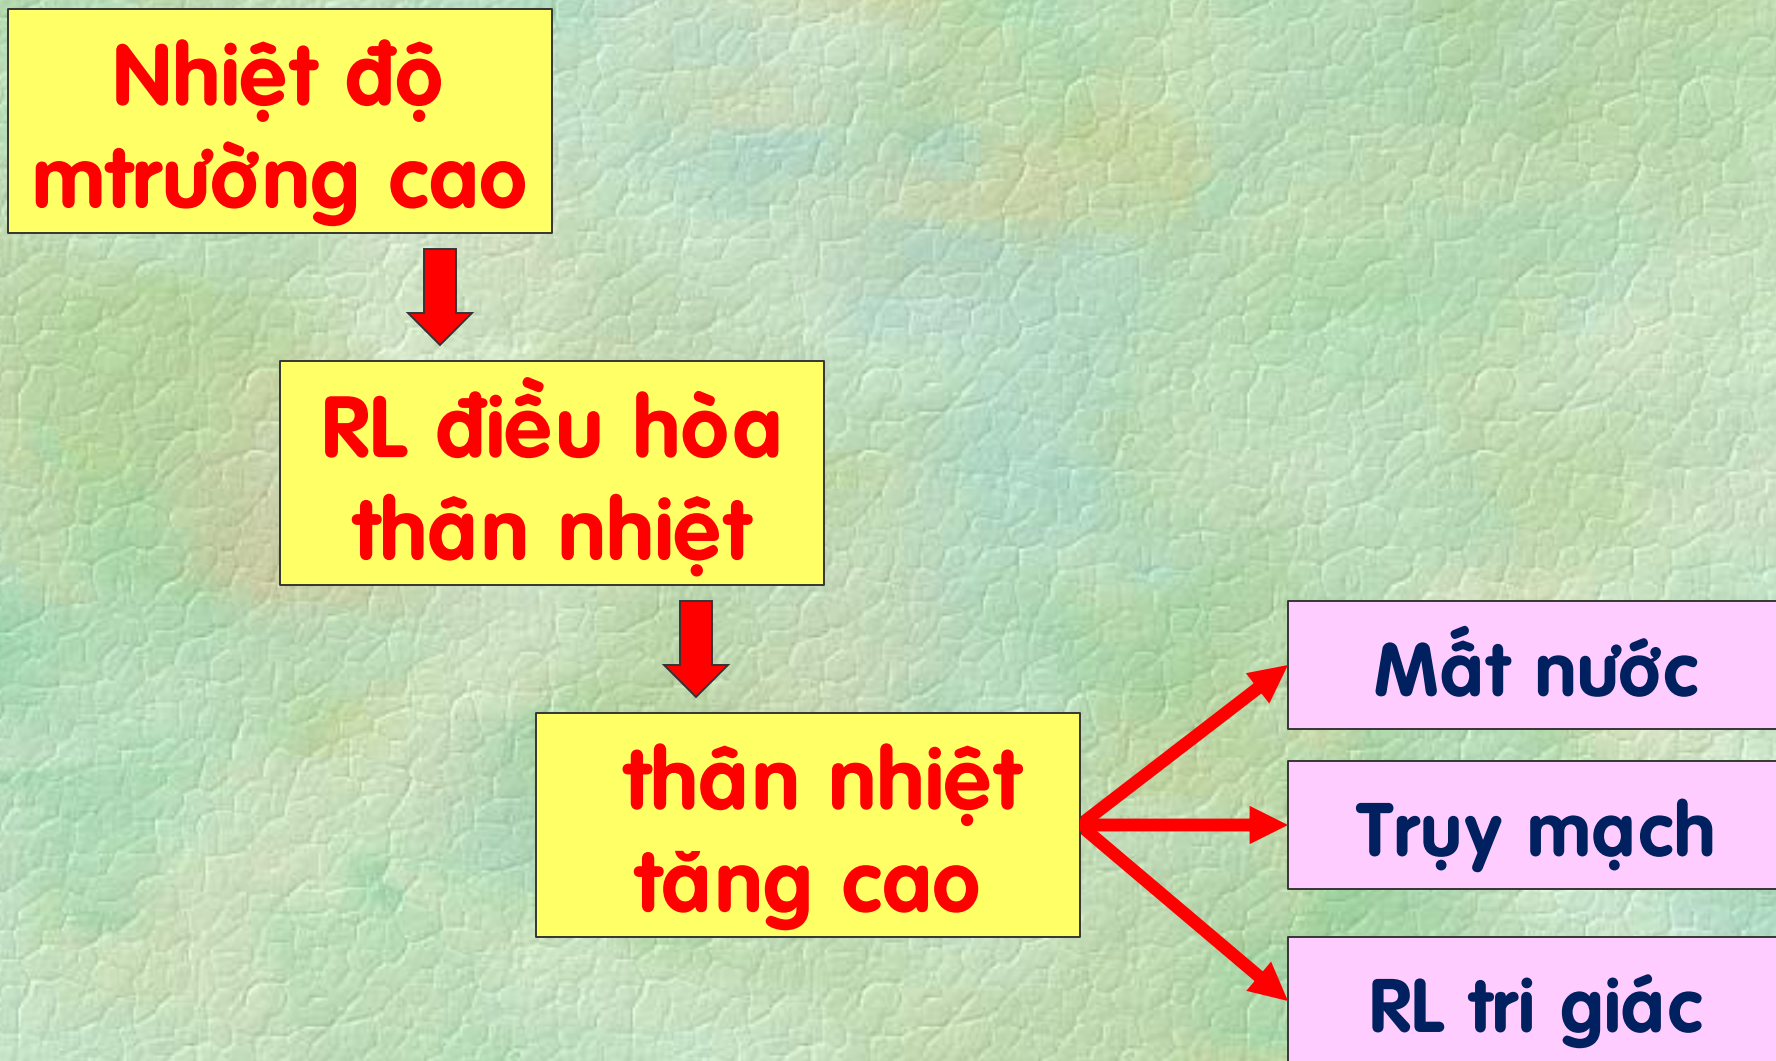 Nhiệt độ
mtrường cao
RL điều hòa
thân nhiệt
thân nhiệt
tăng cao
Mất nước
Trụy mạch
RL tri giác